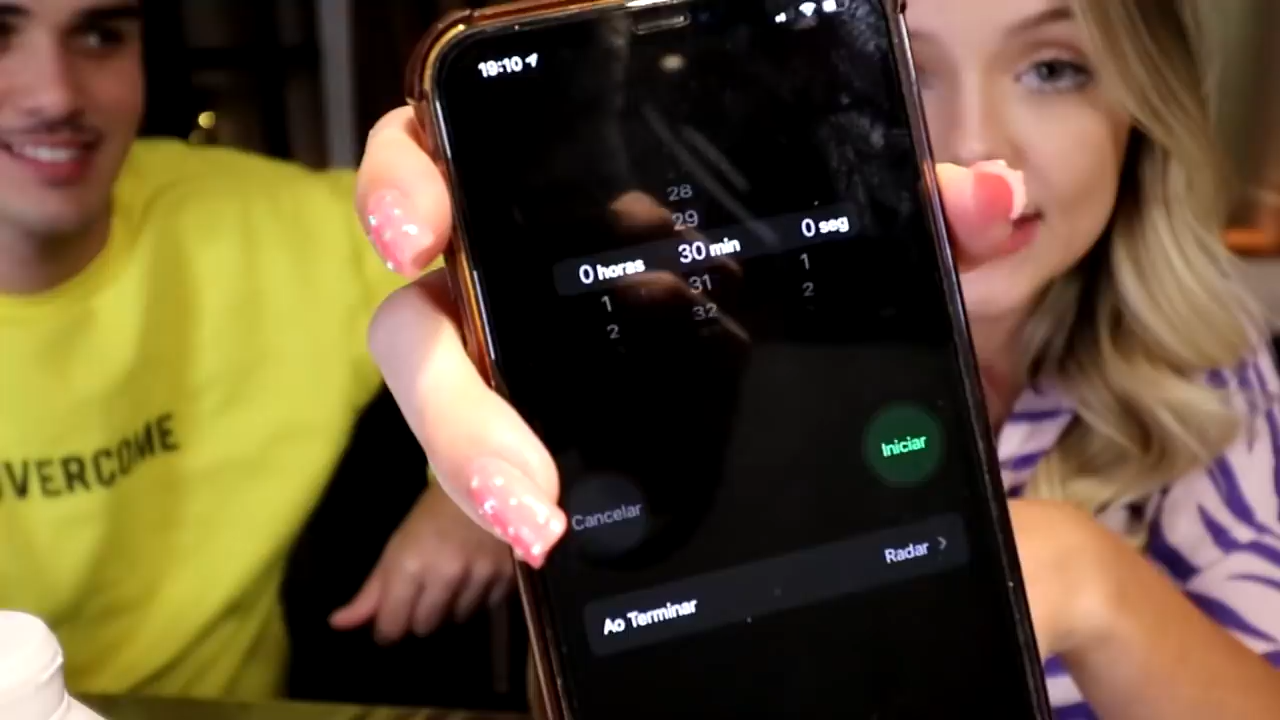 19:10
28
29
0 horas 30 min 0 seg
1 31 1
2 32 2
Iniciar
Cancelar
Radar
Ao Terminar
OVERCOME